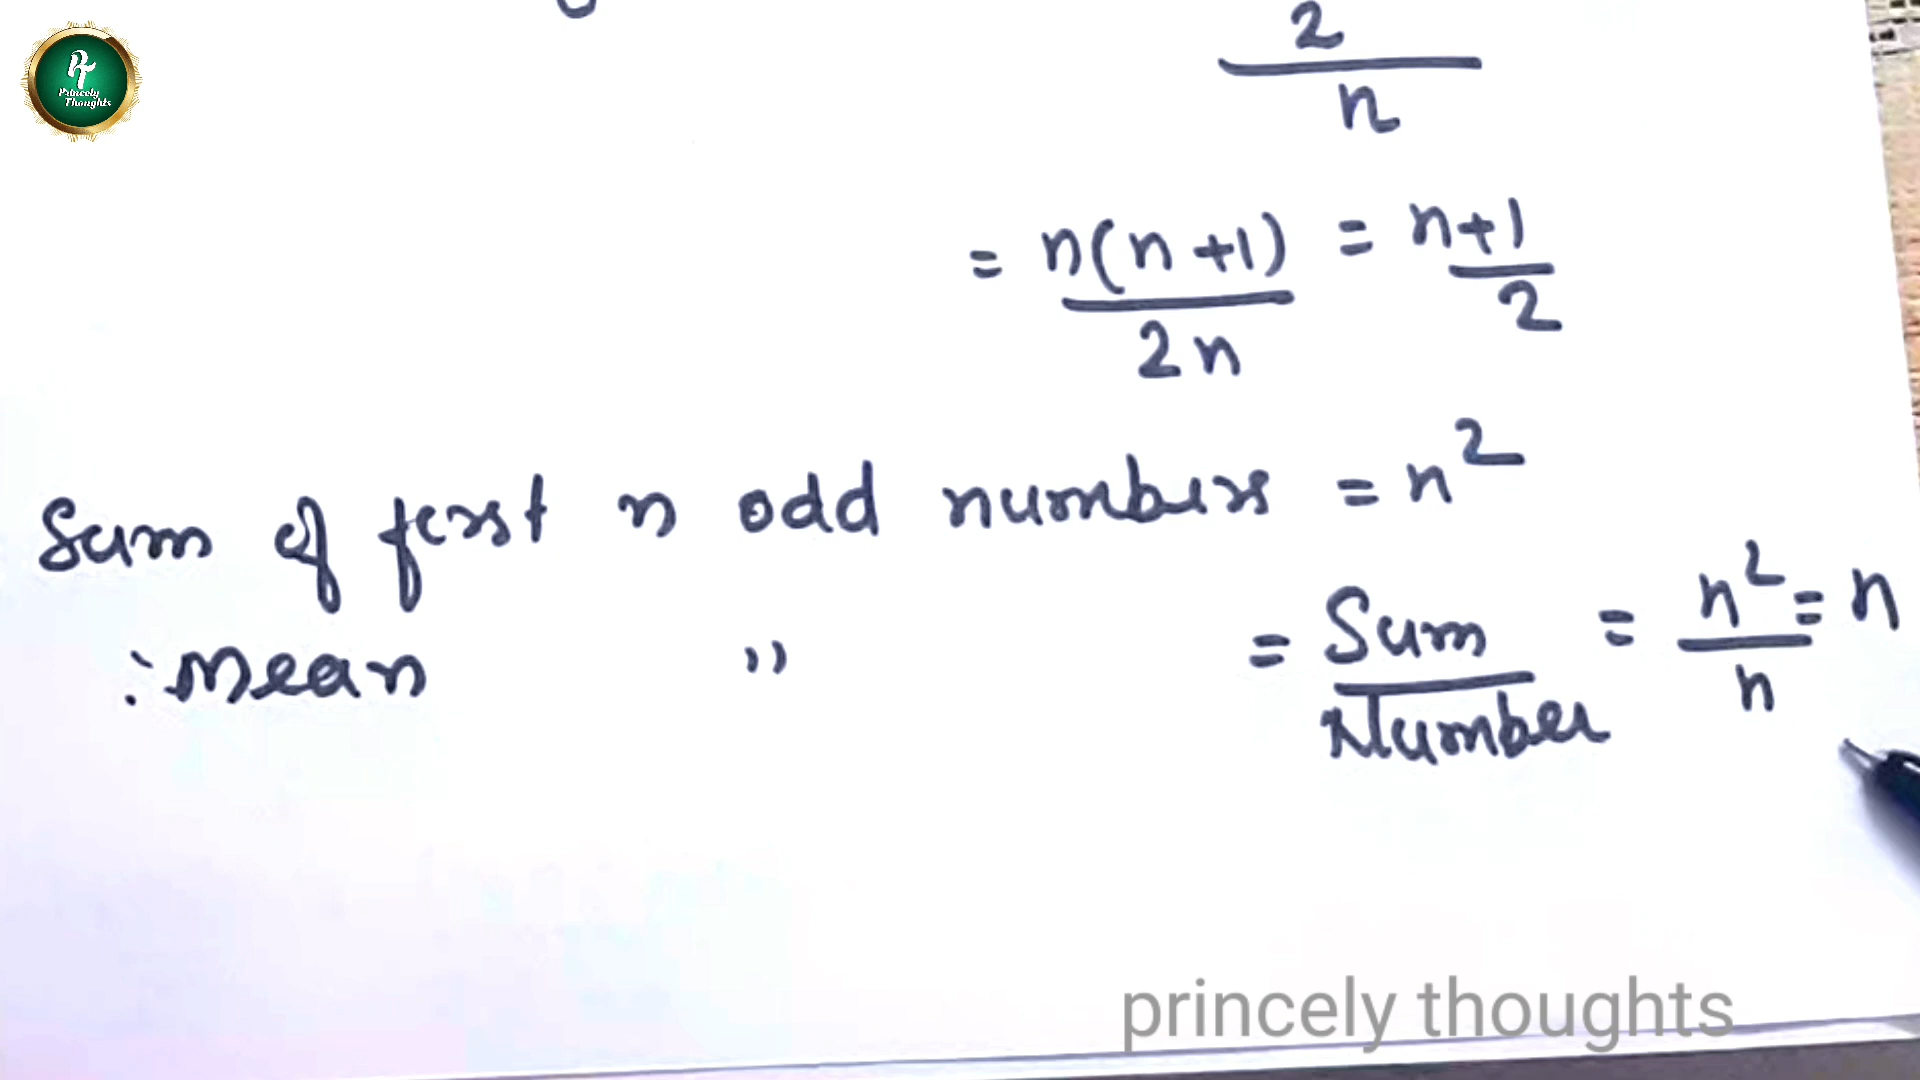 PT
Princely
Thoughts
2
n
= n(n+1) = n+1
2n 2
Sum of first n odd numbers = n²
:Mean " = Sum = n² = n
Number n
princely thoughts